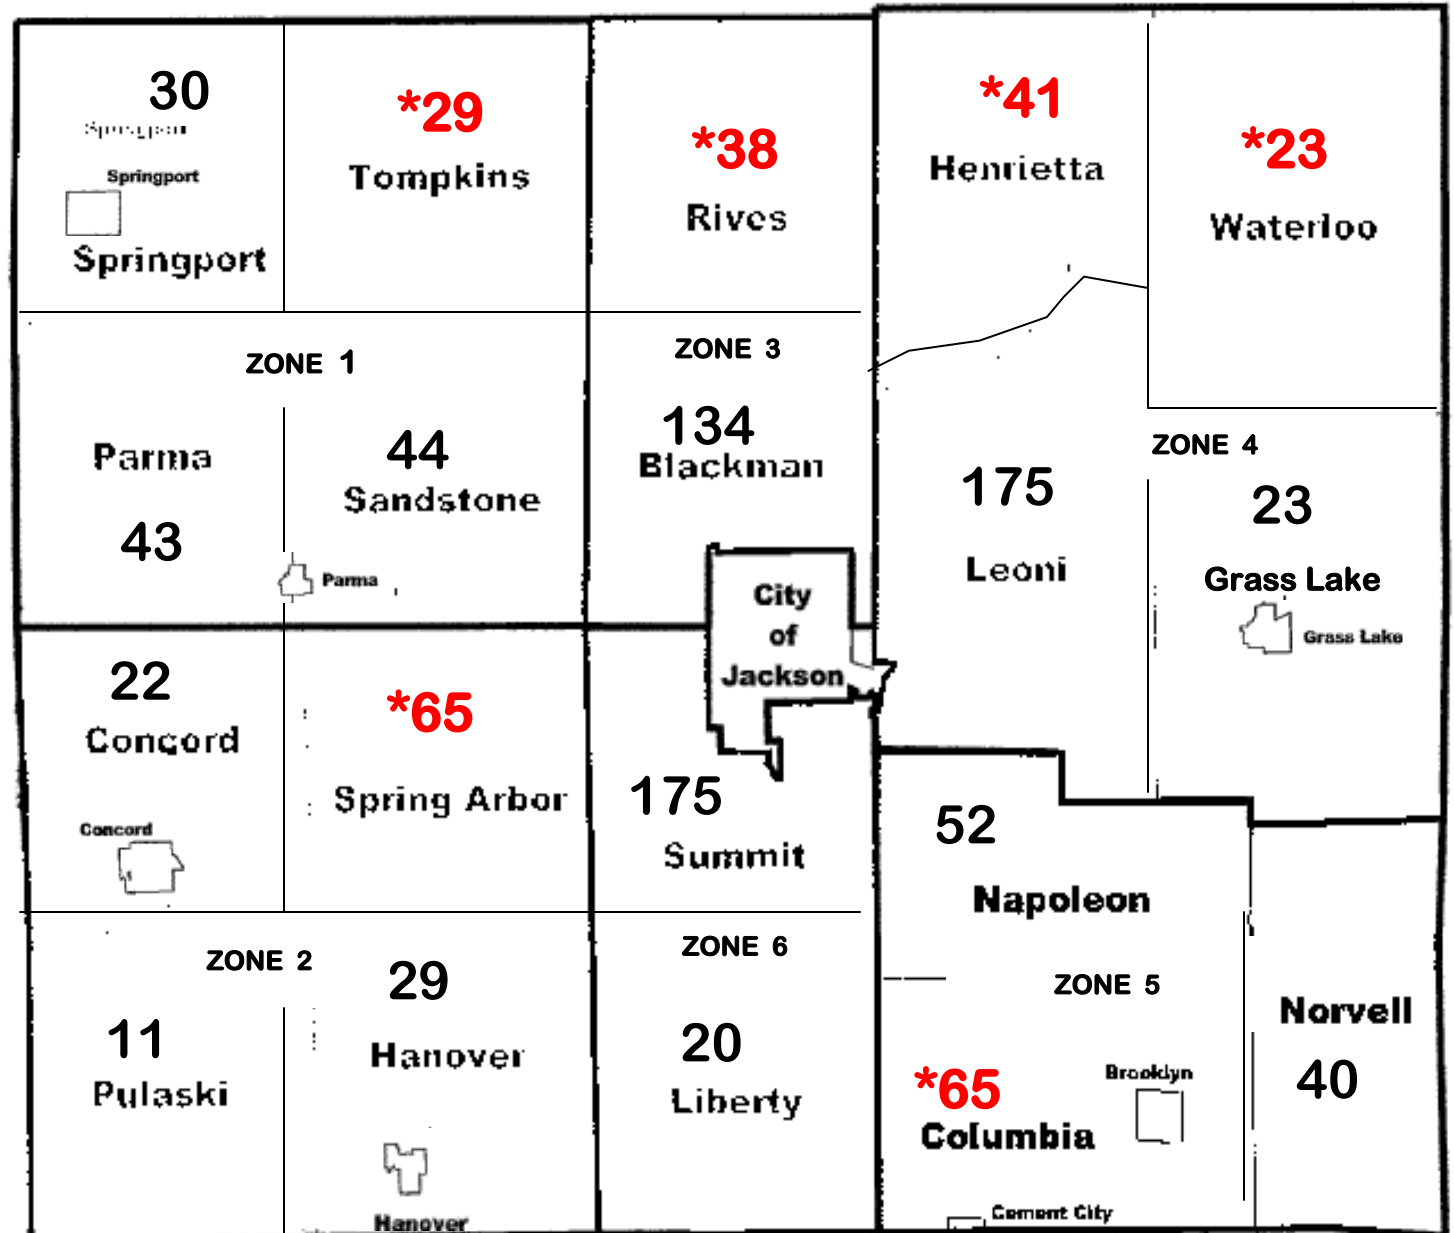 30
Springport
Springport
Springport
*29
Tompkins
*38
Rives
*41
Henrietta
*23
Waterloo
ZONE 1
Parma
43
44
Sandstone
Parma
ZONE 3
134
Blackman
City
of
Jackson
ZONE 4
175
Leoni
23
Grass Lake
Grass Lake
22
Concord
Concord
*65
Spring Arbor
175
Summit
52
Napoleon
ZONE 2
11
Pulaski
29
Hanover
Hanover
ZONE 6
20
Liberty
ZONE 5
*65
Columbia
Brooklyn
Cement City
Norvell
40